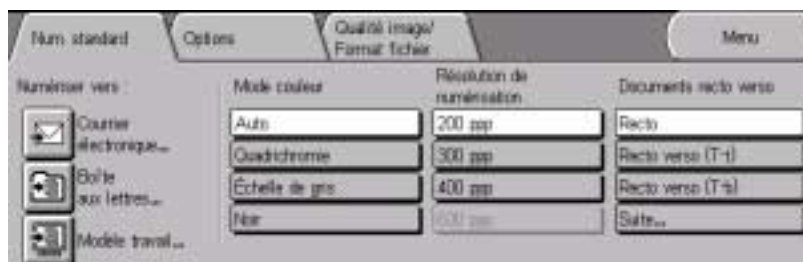 Num standard
Options
Qualité image/
Format fichier
Menu
Numériser vers :
Courrier
électronique...
Boîte
aux lettres...
Modèle travail...
Mode couleur
Auto
Quadrichromie
Échelle de gris
Noir
Résolution de
numérisation
200 ppp
300 ppp
400 ppp
600 ppp
Documents recto verso
Recto
Recto verso (T-t)
Recto verso (T-b)
Suite...